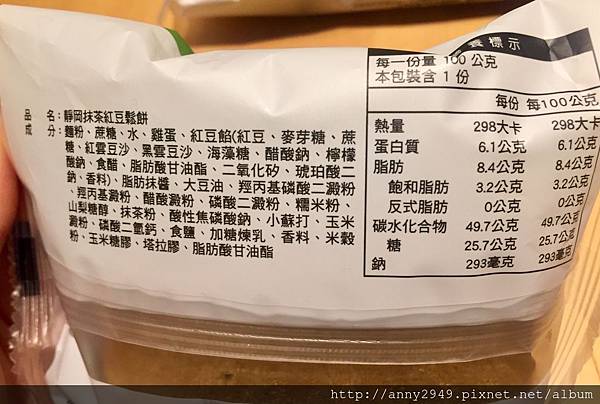 品　名：靜岡抹茶紅豆鬆餅
成　分：麵粉、蔗糖、水、雞蛋、紅豆餡(紅豆、麥芽糖、蔗
糖、紅雲豆沙、黑雲豆沙、海藻糖、醋酸鈉、檸檬
酸鈉、食醋、脂肪酸甘油酯、二氧化矽、琥珀酸二
鈉、香料)、脂肪抹醬、大豆油、羥丙基磷酸二澱粉
、羥丙基澱粉、醋酸澱粉、磷酸二澱粉、糯米粉、
山梨糖醇、抹茶粉、酸性焦磷酸鈉、小蘇打、玉米
澱粉、磷酸二氫鈣、食鹽、加糖煉乳、香料、米穀
粉、玉米糖膠、塔拉膠、脂肪酸甘油酯
標示
每一份量 100 公克
本包裝含 1 份
每份 每100公克
熱量 298大卡 298大卡
蛋白質 6.1公克 6.1公克
脂肪 8.4公克 8.4公克
飽和脂肪 3.2公克 3.2公克
反式脂肪 0公克 0公克
碳水化合物 49.7公克 49.7公克
糖 25.7公克 25.7公克
鈉 293毫克 293毫克
http://anny2949.pixnet.net/album